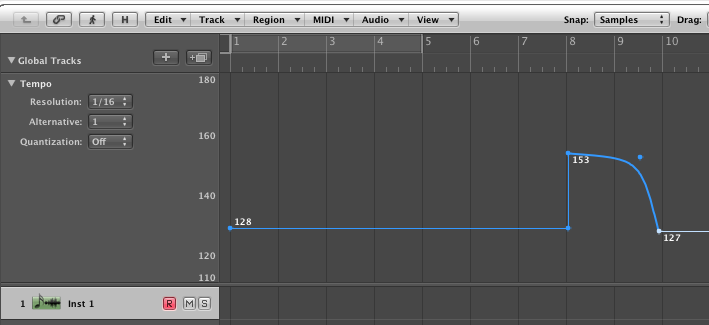 H Edit Track Region MIDI Audio View Snap: Samples Drag:
1 2 3 4 5 6 7 8 9 10
Global Tracks
Tempo
Resolution: 1/16
Alternative: 1
Quantization: Off
180
160
140
120
110
128
153
127
1 Inst 1 R M S